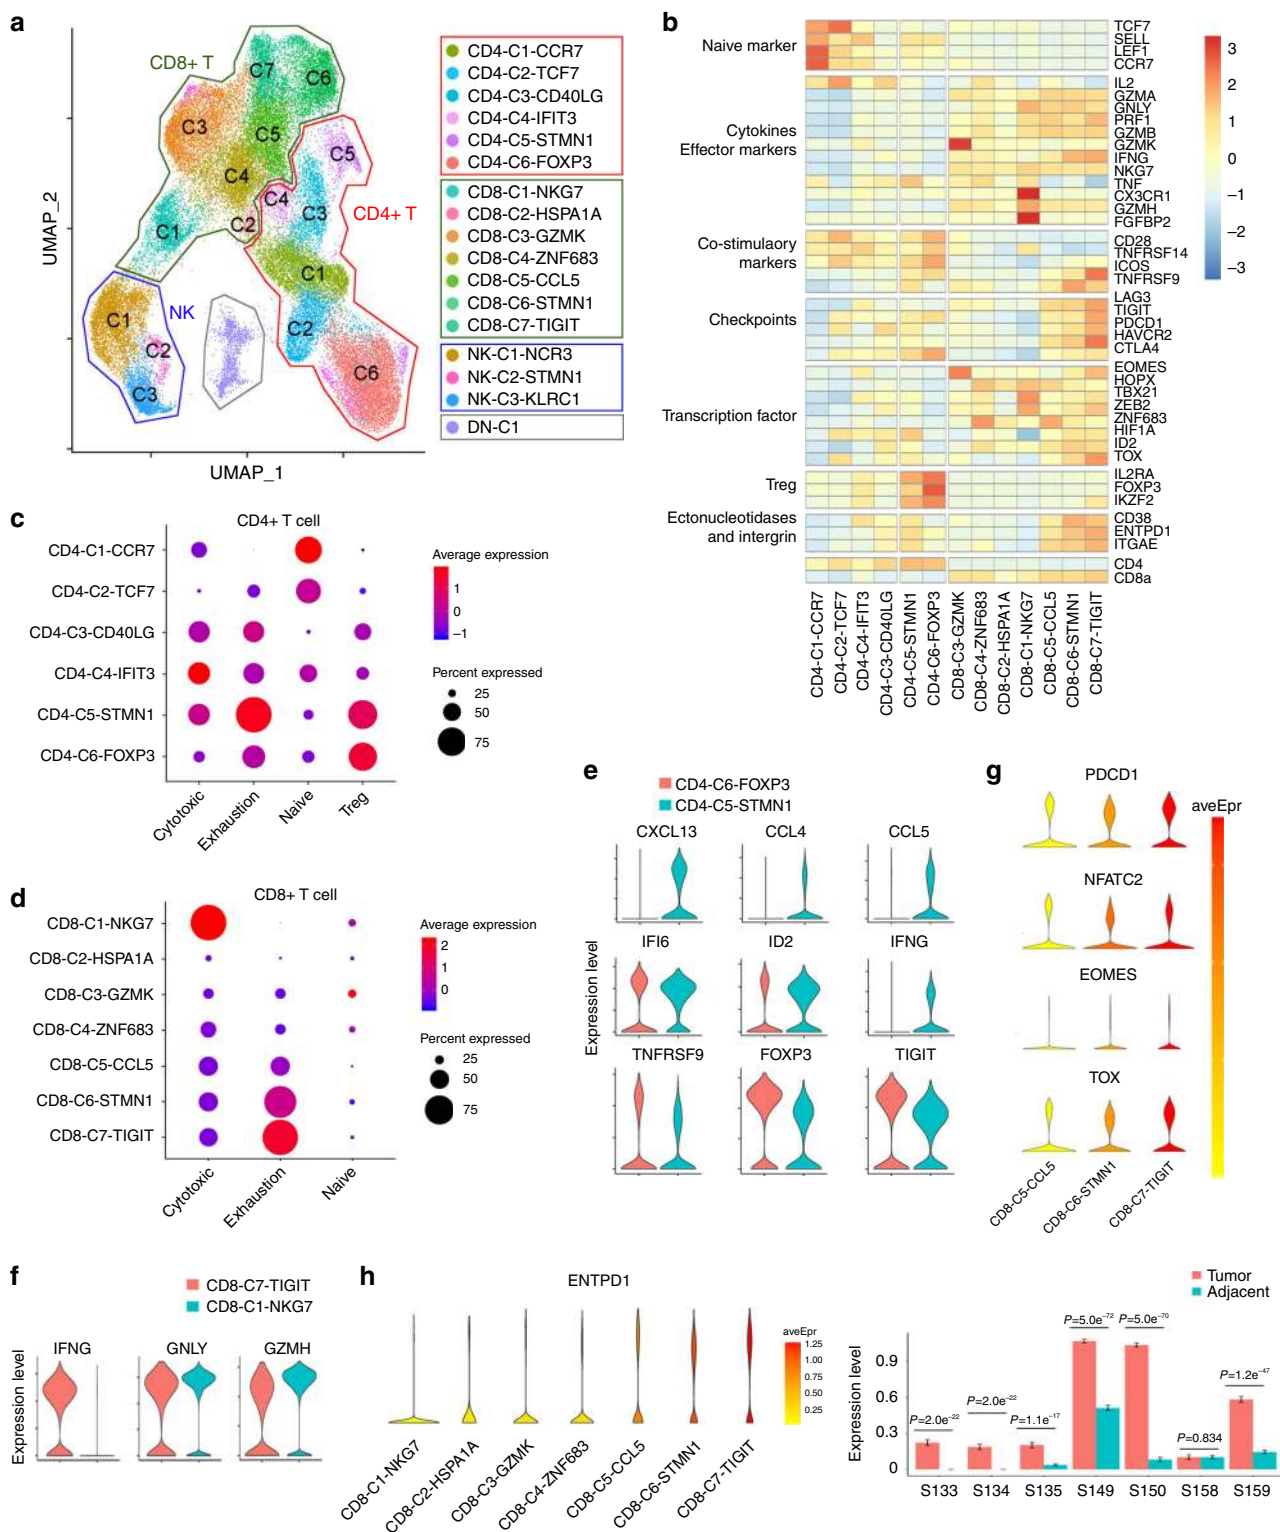 a
CD8+ T
C7
C6
C3
C5
C4
C5
C4
C3
C2
CD4+ T
C1
C1
NK
C1
C2
C2
C3
C6
UMAP_2
UMAP_1
CD4-C1-CCR7
CD4-C2-TCF7
CD4-C3-CD40LG
CD4-C4-IFIT3
CD4-C5-STMN1
CD4-C6-FOXP3
CD8-C1-NKG7
CD8-C2-HSPA1A
CD8-C3-GZMK
CD8-C4-ZNF683
CD8-C5-CCL5
CD8-C6-STMN1
CD8-C7-TIGIT
NK-C1-NCR3
NK-C2-STMN1
NK-C3-KLRC1
DN-C1
b
Naive marker
Cytokines
Effector markers
Co-stimulaory
markers
Checkpoints
Transcription factor
Treg
Ectonucleotidases
and intergrin
TCF7
SELL
LEF1
CCR7
IL2
GZMA
GNLY
PRF1
GZMB
GZMK
IFNG
NKG7
TNF
CX3CR1
GZMH
FGFBP2
CD28
TNFRSF14
ICOS
TNFRSF9
LAG3
TIGIT
PDCD1
HAVCR2
CTLA4
EOMES
HOPX
TBX21
ZEB2
ZNF683
HIF1A
ID2
TOX
IL2RA
FOXP3
IKZF2
CD38
ENTPD1
ITGAE
CD4
CD8a
3
2
1
0
−1
−2
−3
CD4-C1-CCR7
CD4-C2-TCF7
CD4-C4-IFIT3
CD4-C3-CD40LG
CD4-C5-STMN1
CD4-C6-FOXP3
CD8-C3-GZMK
CD8-C4-ZNF683
CD8-C2-HSPA1A
CD8-C1-NKG7
CD8-C5-CCL5
CD8-C6-STMN1
CD8-C7-TIGIT
c
CD4+ T cell
CD4-C1-CCR7
CD4-C2-TCF7
CD4-C3-CD40LG
CD4-C4-IFIT3
CD4-C5-STMN1
CD4-C6-FOXP3
Cytotoxic
Exhaustion
Naive
Treg
Average expression
1
0
−1
Percent expressed
25
50
75
d
CD8+ T cell
CD8-C1-NKG7
CD8-C2-HSPA1A
CD8-C3-GZMK
CD8-C4-ZNF683
CD8-C5-CCL5
CD8-C6-STMN1
CD8-C7-TIGIT
Cytotoxic
Exhaustion
Naive
Average expression
2
1
0
Percent expressed
25
50
75
e
CD4-C6-FOXP3
CD4-C5-STMN1
CXCL13
CCL4
CCL5
IFI6
ID2
IFNG
TNFRSF9
FOXP3
TIGIT
Expression level
g
PDCD1
NFATC2
EOMES
TOX
aveEpr
CD8-C5-CCL5
CD8-C6-STMN1
CD8-C7-TIGIT
f
CD8-C7-TIGIT
CD8-C1-NKG7
IFNG
GNLY
GZMH
Expression level
h
ENTPD1
aveEpr
1.25
1.00
0.75
0.50
0.25
CD8-C1-NKG7
CD8-C2-HSPA1A
CD8-C3-GZMK
CD8-C4-ZNF683
CD8-C5-CCL5
CD8-C6-STMN1
CD8-C7-TIGIT
Tumor
Adjacent
Expression level
0.9
0.6
0.3
0
P=2.0e−22
P=2.0e−22
P=1.1e−17
P=5.0e−72
P=5.0e−70
P=0.834
P=1.2e−47
S133
S134
S135
S149
S150
S158
S159